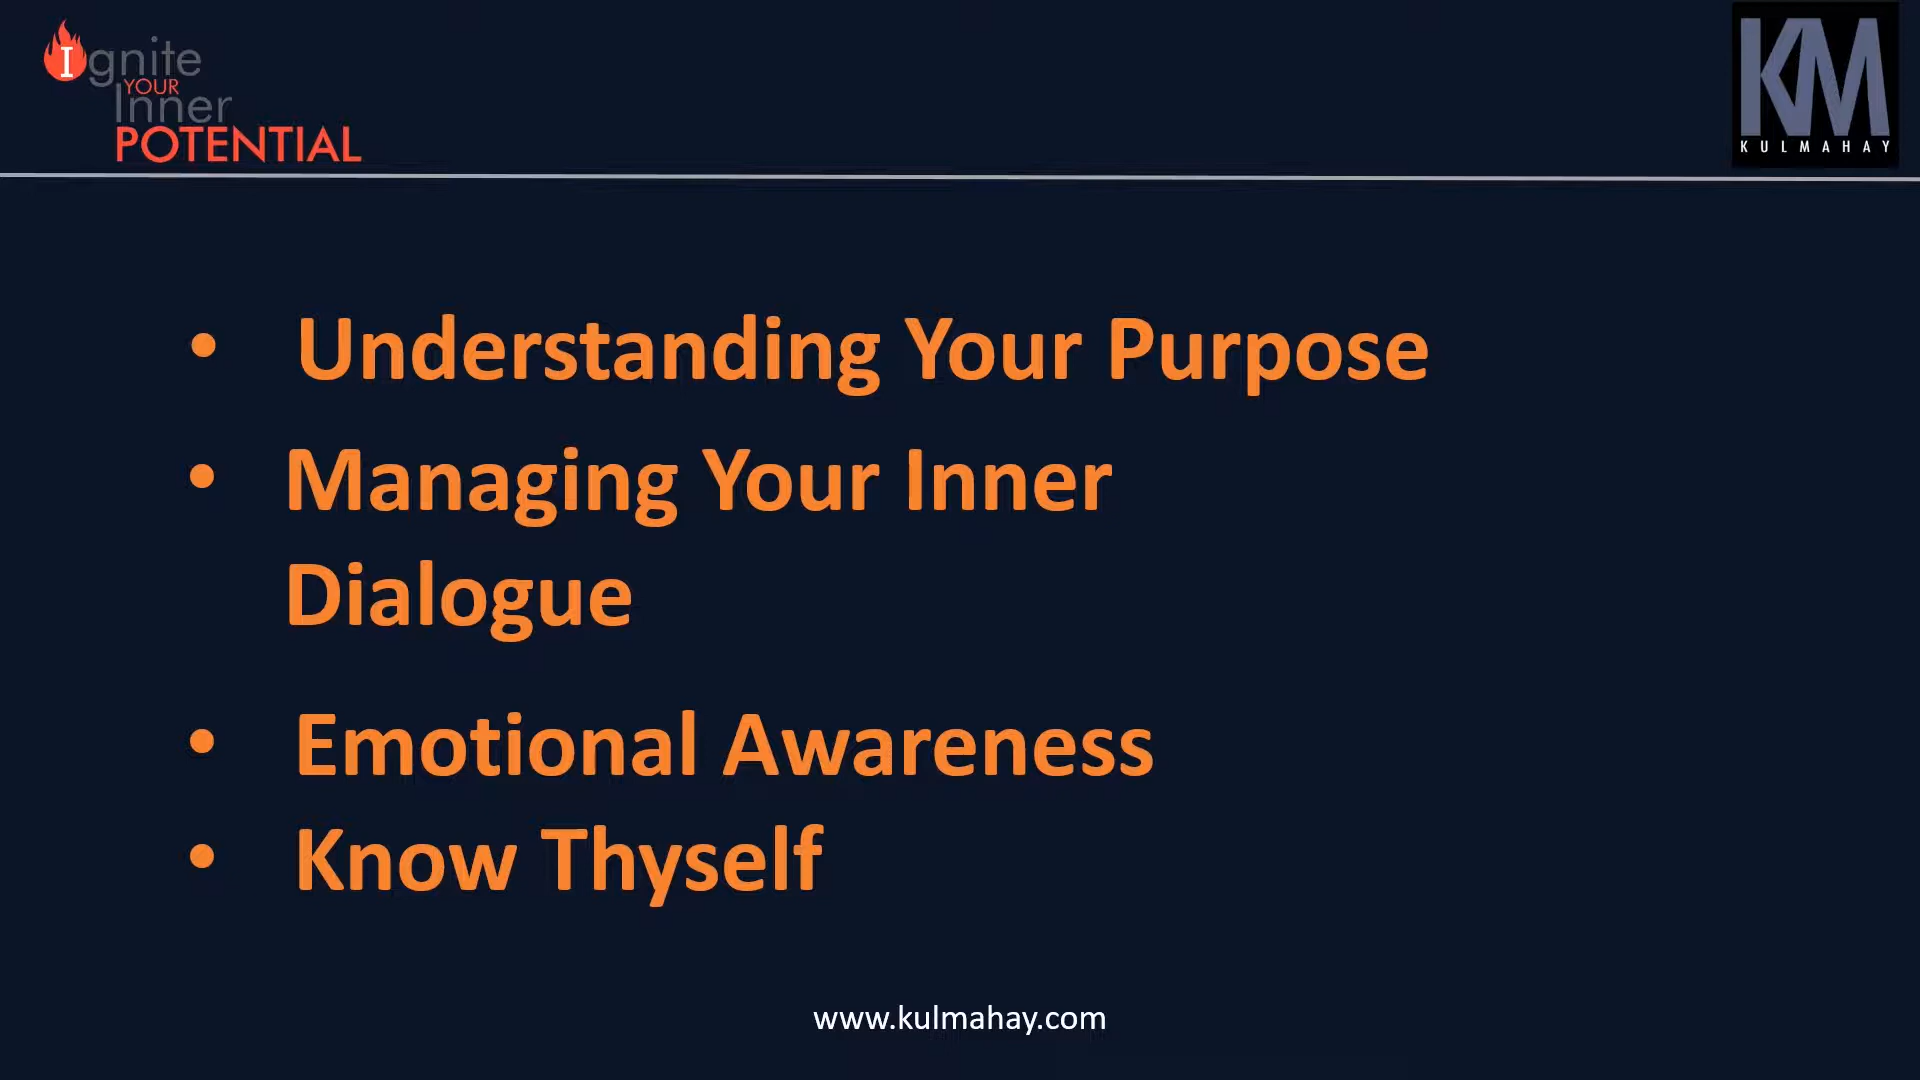 Ignite
YOUR
Inner
POTENTIAL
KM
KULMAHAY
• Understanding Your Purpose
• Managing Your Inner
Dialogue
• Emotional Awareness
• Know Thyself
www.kulmahay.com